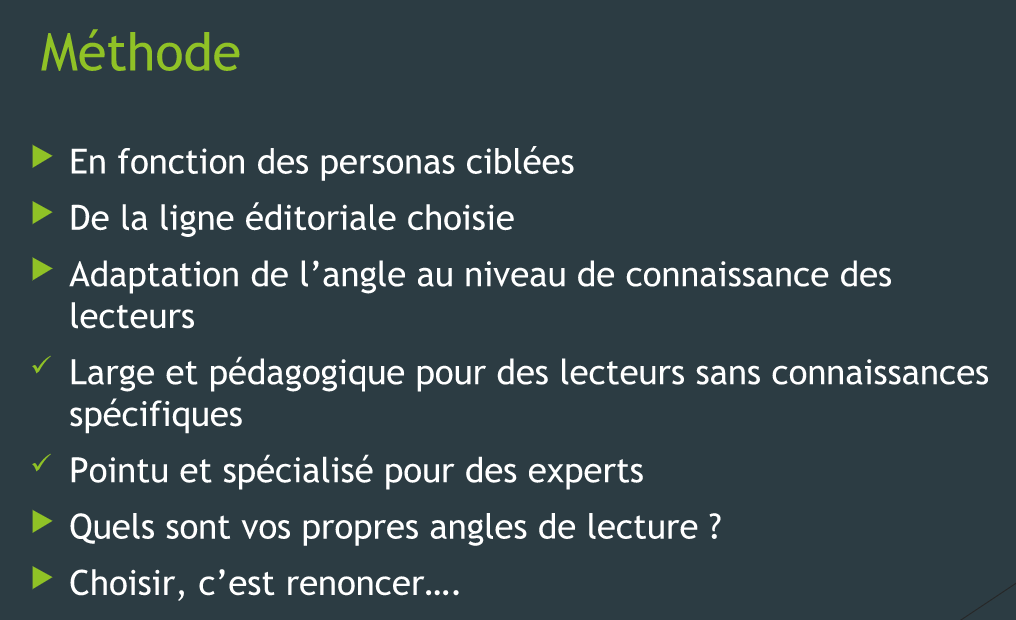 Méthode
En fonction des personas ciblées
De la ligne éditoriale choisie
Adaptation de l’angle au niveau de connaissance des
lecteurs
Large et pédagogique pour des lecteurs sans connaissances
spécifiques
Pointu et spécialisé pour des experts
Quels sont vos propres angles de lecture ?
Choisir, c’est renoncer….